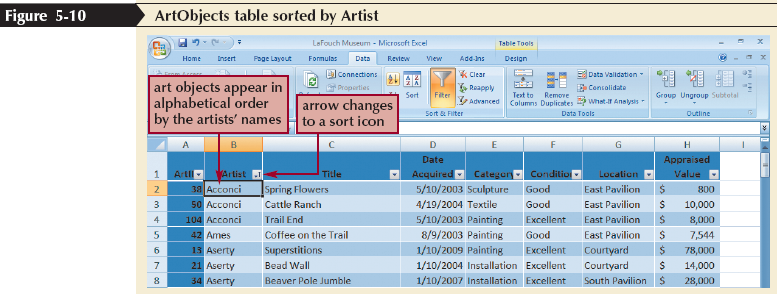 Figure 5-10 ArtObjects table sorted by Artist
LaFouch Museum - Microsoft Excel Table Tools
Home Insert Page Layout Formulas Data Review View Add-Ins Design
From Access Connections Clear Data Validation
Properties Sort Filter Reapply Text to Columns Remove Duplicates Consolidate Group Ungroup Subtotal
Advanced What-If Analysis
Sort & Filter Data Tools Outline
art objects appear in
alphabetical order
by the artists' names
arrow changes
to a sort icon
A B C D E F G H I
Date Appraised
1 ArtI Artist Title Acquired Category Condition Location Value
2 38 Acconci Spring Flowers 5/10/2003 Sculpture Good East Pavilion $ 800
3 50 Acconci Cattle Ranch 4/19/2004 Textile Good East Pavilion $ 10,000
4 104 Acconci Trail End 5/10/2003 Painting Excellent East Pavilion $ 8,000
5 42 Ames Coffee on the Trail 8/9/2003 Painting Good East Pavilion $ 7,544
6 13 Aserty Superstitions 1/10/2009 Painting Excellent Courtyard $ 78,000
7 21 Aserty Bead Wall 1/10/2004 Installation Excellent Courtyard $ 14,000
8 34 Aserty Beaver Pole Jumble 1/10/2007 Installation Excellent South Pavilion $ 28,000